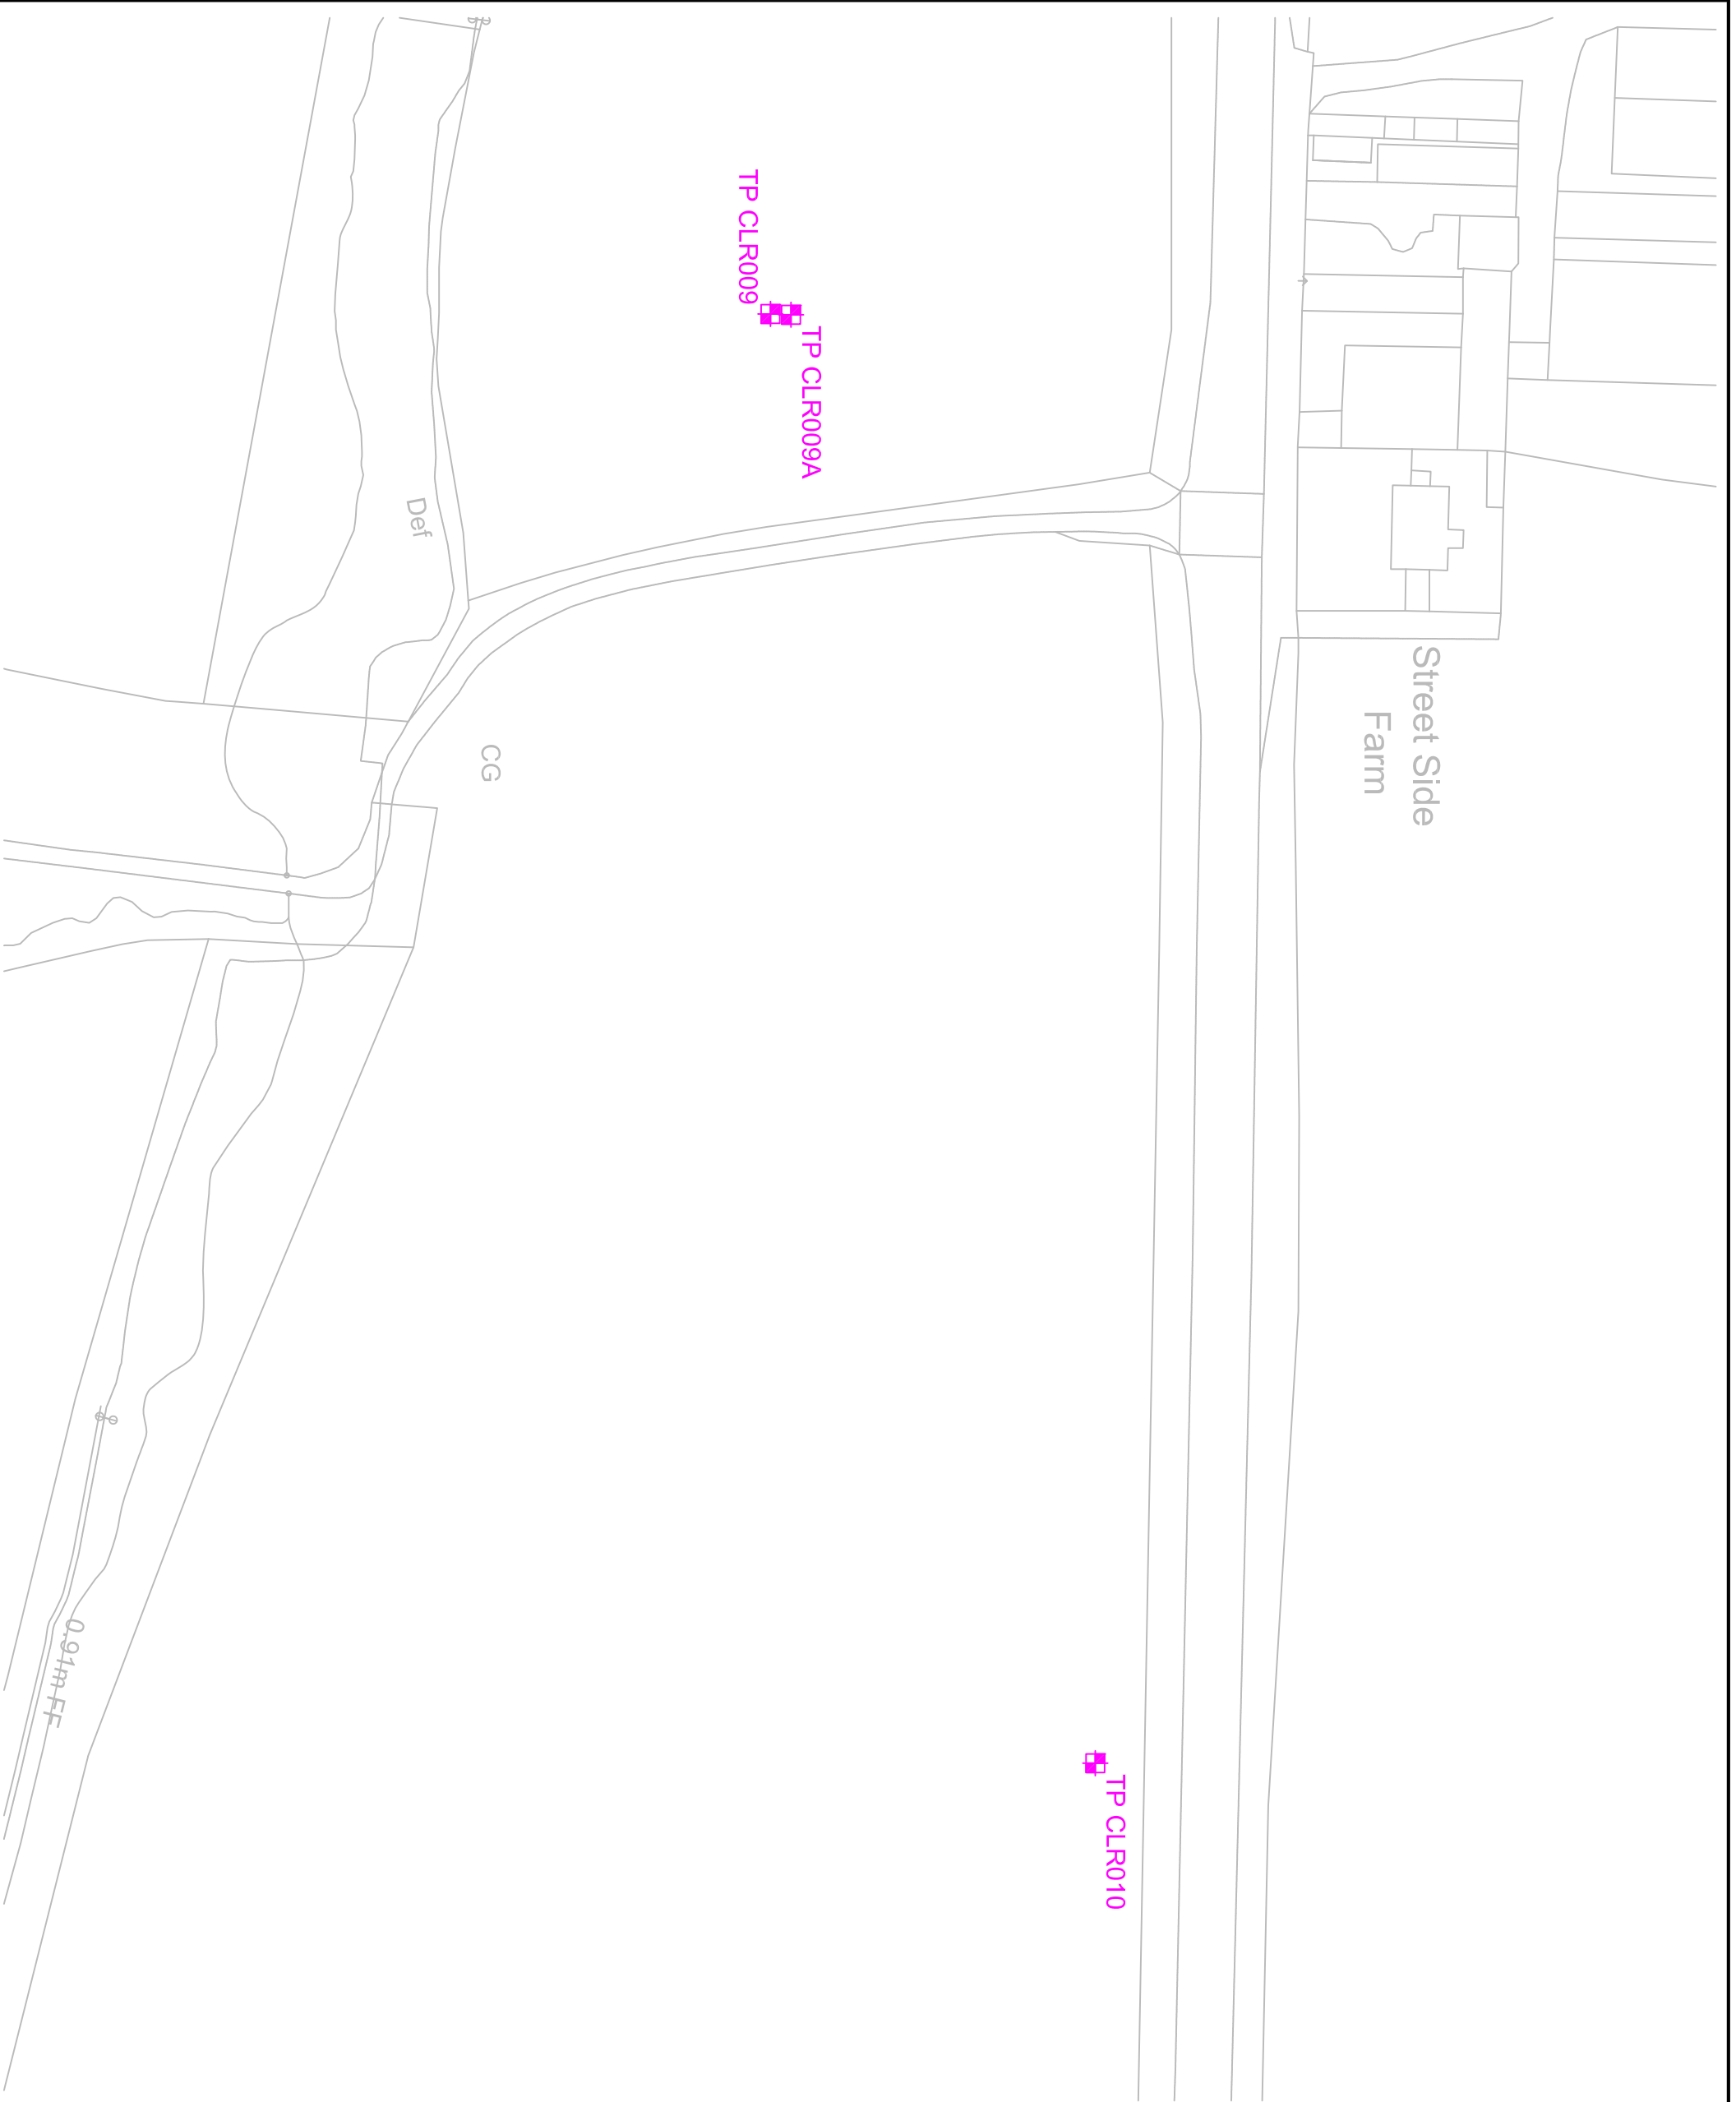 Street Side
Farm
TP CLR009A
TP CLR009
TP CLR010
CG
Def
0.91m FF